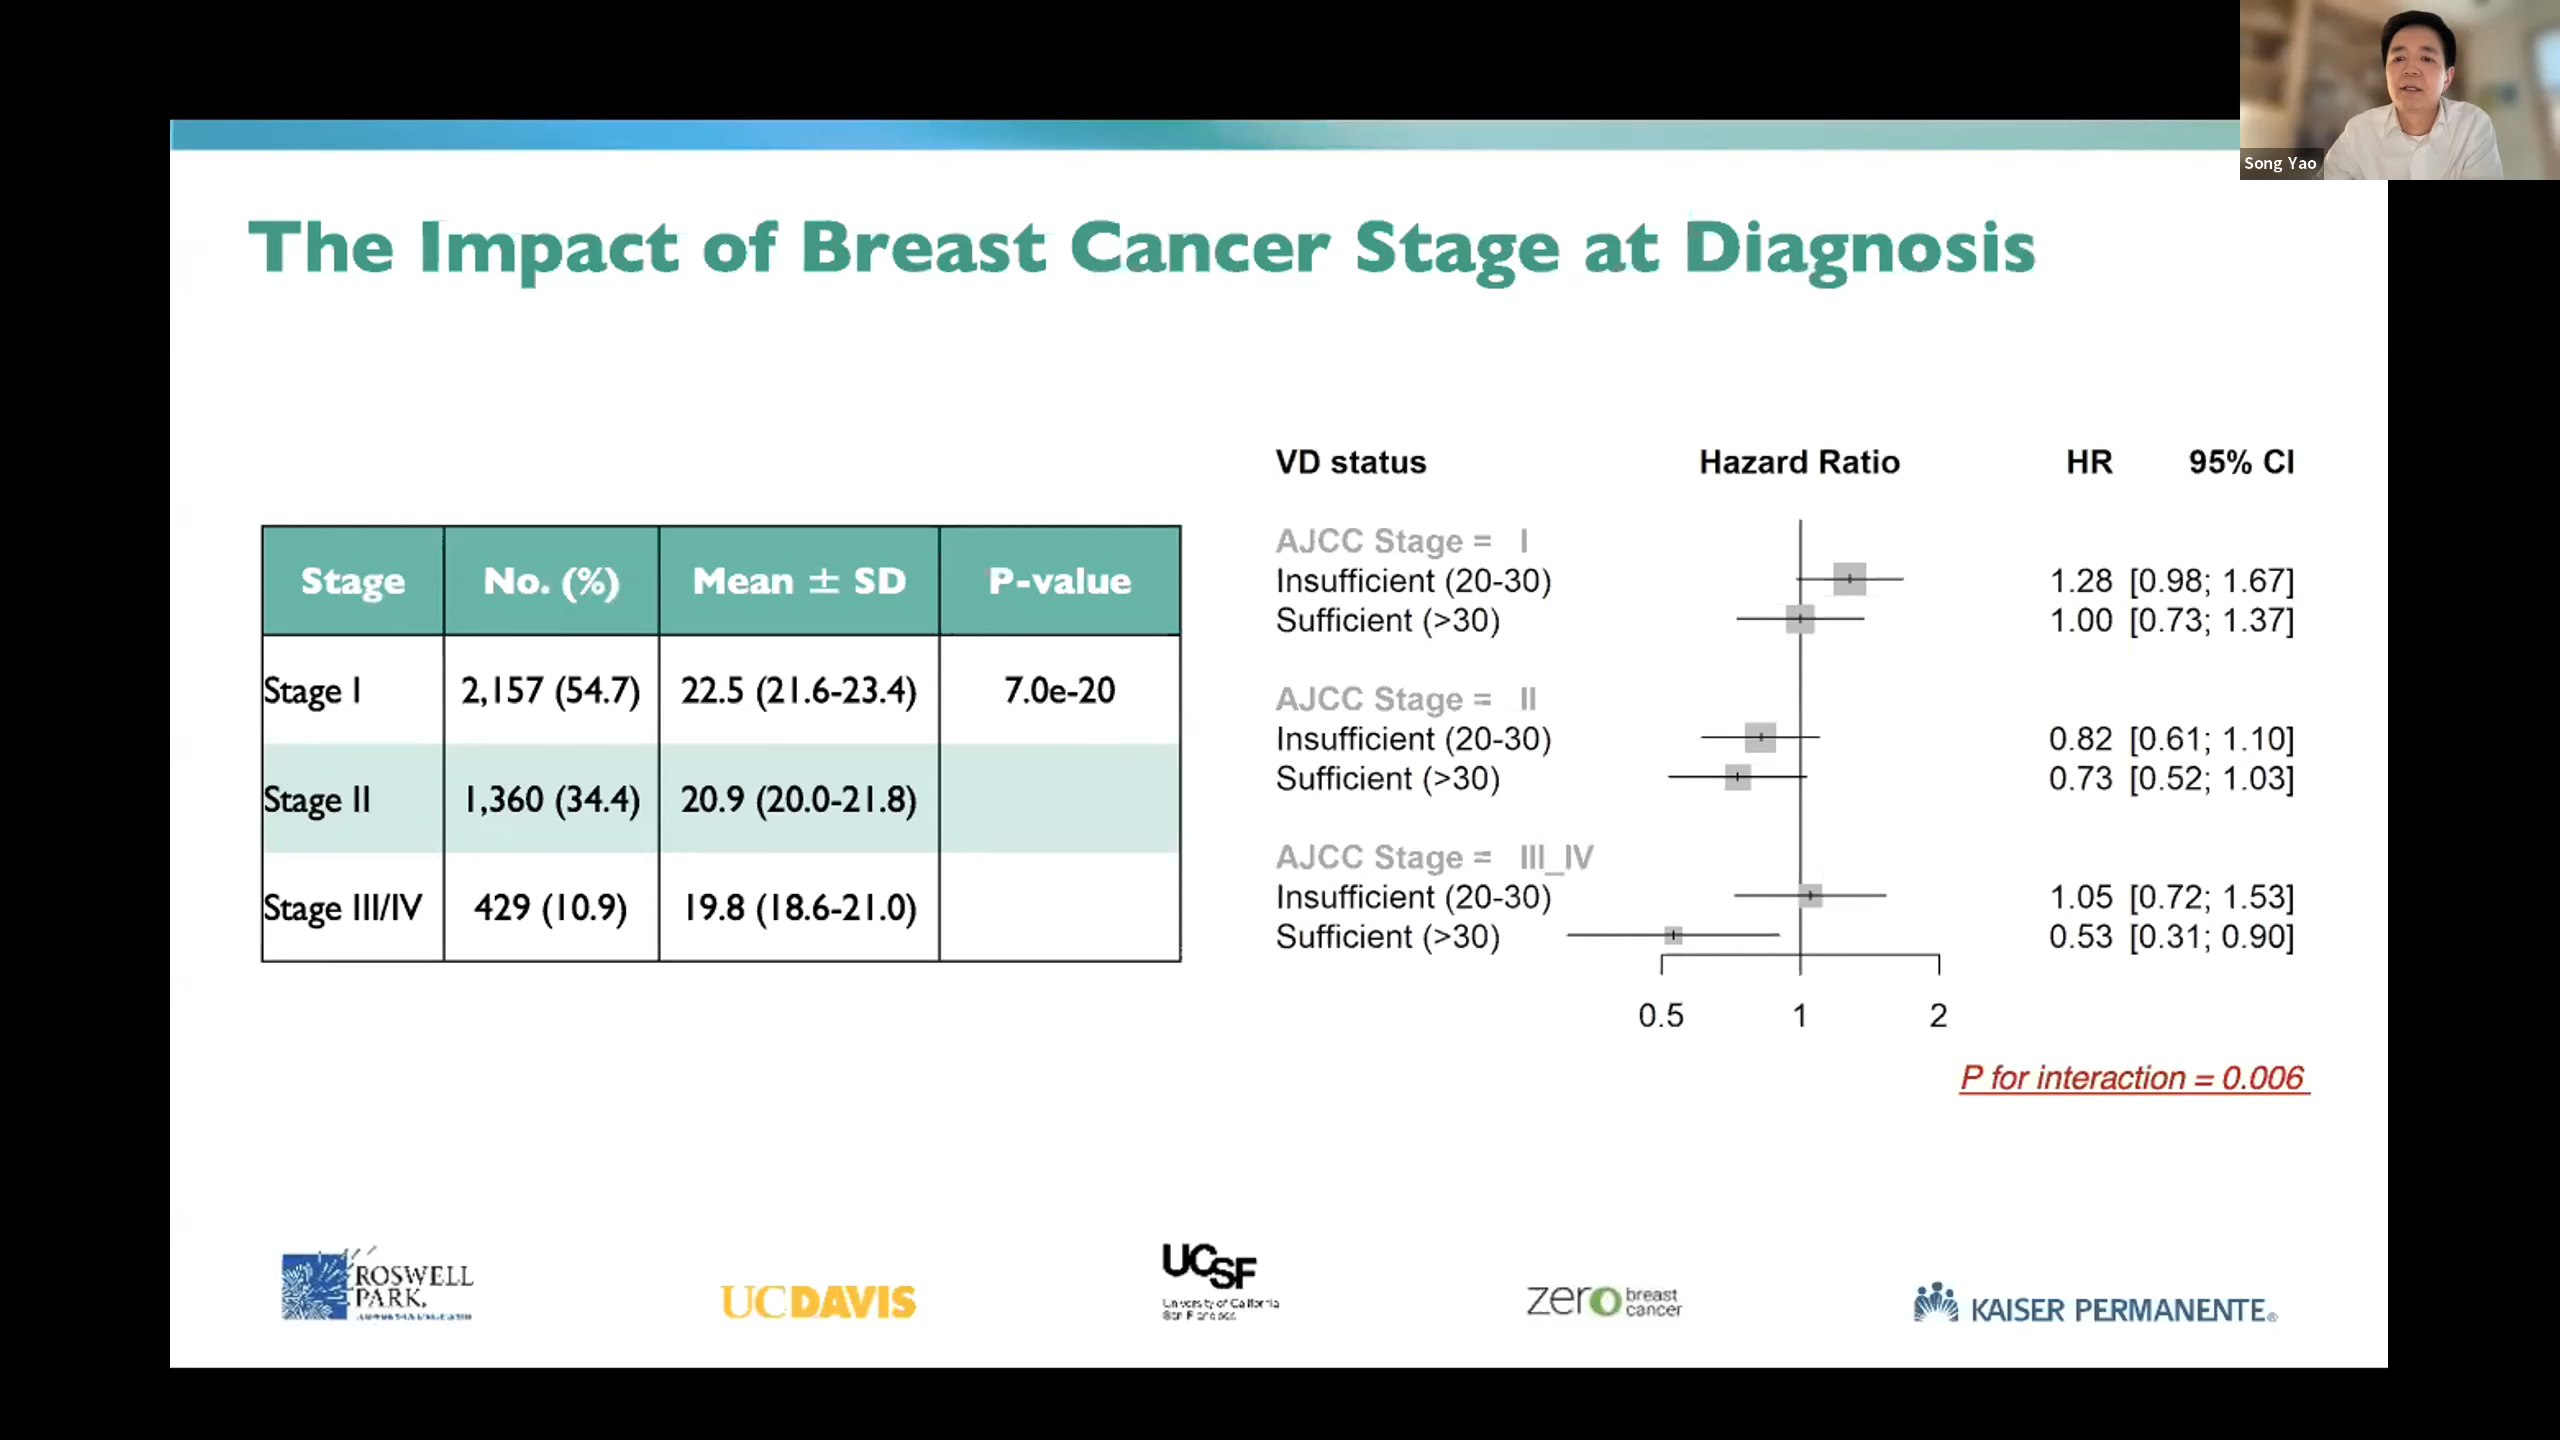 Song Yao
The Impact of Breast Cancer Stage at Diagnosis
Stage No. (%) Mean ± SD P-value
Stage I 2,157 (54.7) 22.5 (21.6-23.4) 7.0e-20
Stage II 1,360 (34.4) 20.9 (20.0-21.8)
Stage III/IV 429 (10.9) 19.8 (18.6-21.0)
VD status Hazard Ratio HR 95% CI
AJCC Stage = I
Insufficient (20-30) 1.28 [0.98; 1.67]
Sufficient (>30) 1.00 [0.73; 1.37]
AJCC Stage = II
Insufficient (20-30) 0.82 [0.61; 1.10]
Sufficient (>30) 0.73 [0.52; 1.03]
AJCC Stage = III_IV
Insufficient (20-30) 1.05 [0.72; 1.53]
Sufficient (>30) 0.53 [0.31; 0.90]
0.5 1 2
P for interaction = 0.006
ROSWELL
PARK.
UCDAVIS
UCSF
University of California
San Francisco
zero breast
cancer
KAISER PERMANENTE®